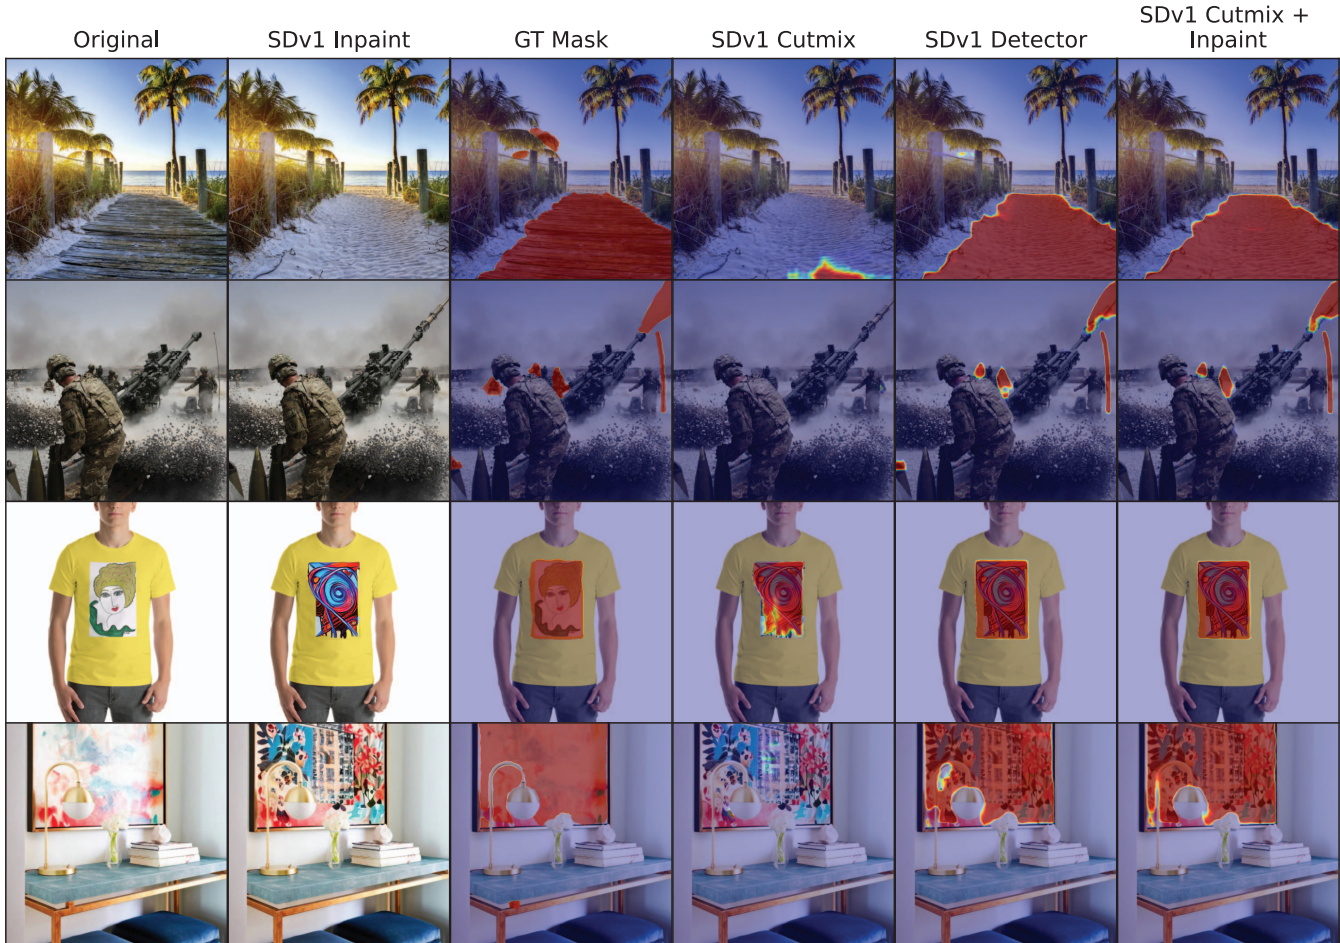 Original
SDv1 Inpaint
GT Mask
SDv1 Cutmix
SDv1 Detector
SDv1 Cutmix +
Inpaint